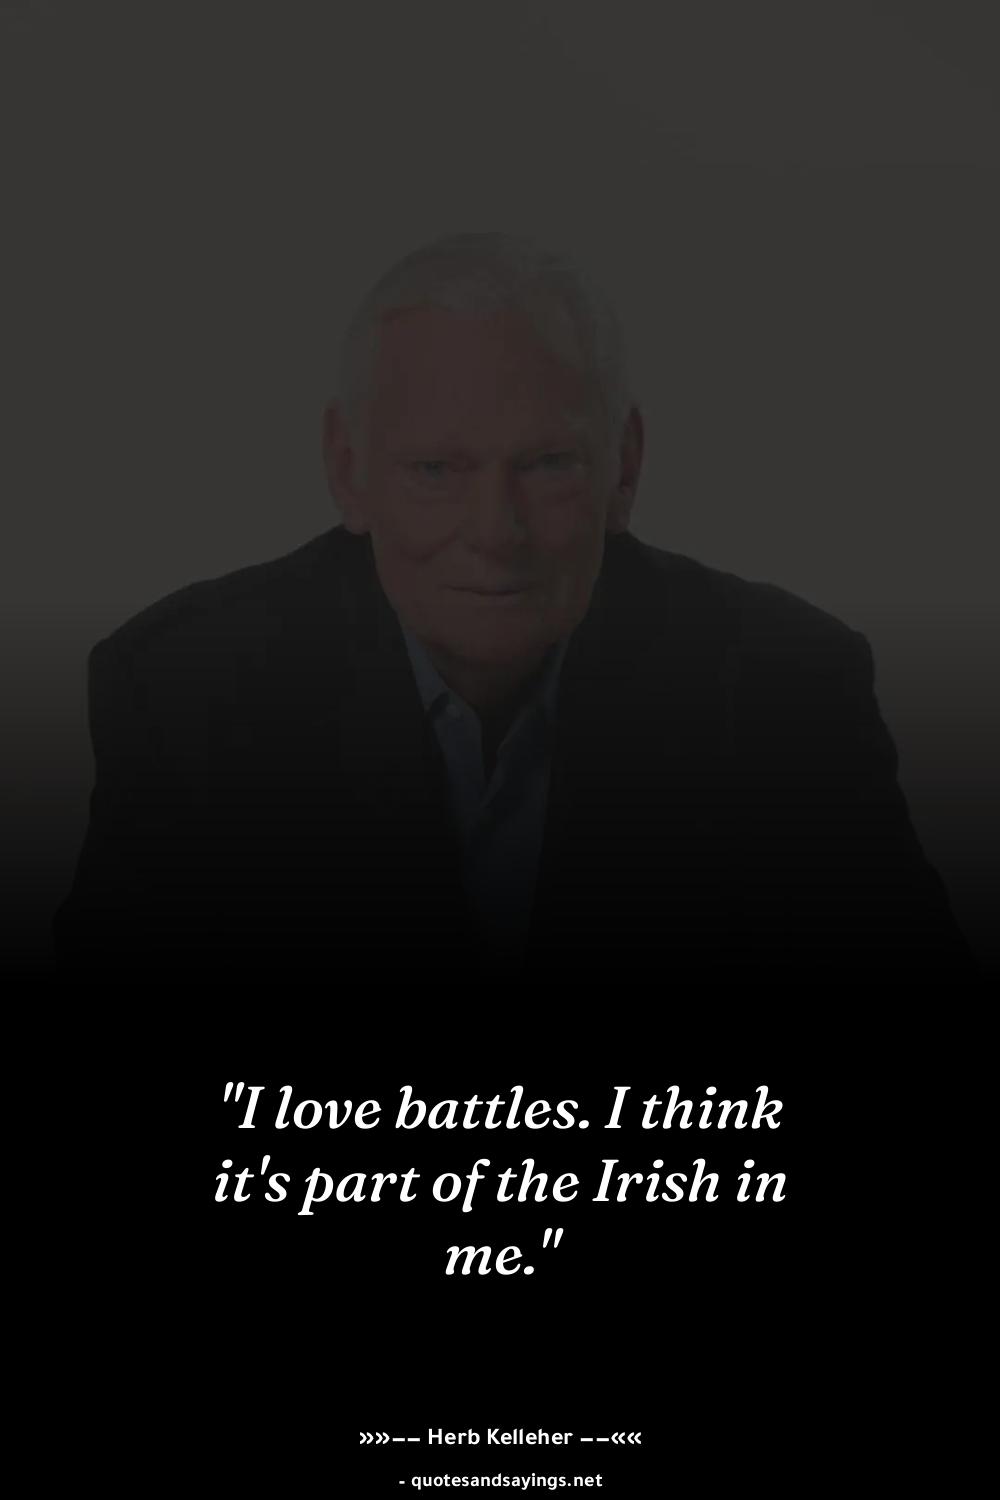 "I love battles. I think
it's part of the Irish in
me."
»»−− Herb Kelleher −−««
- quotesandsayings.net